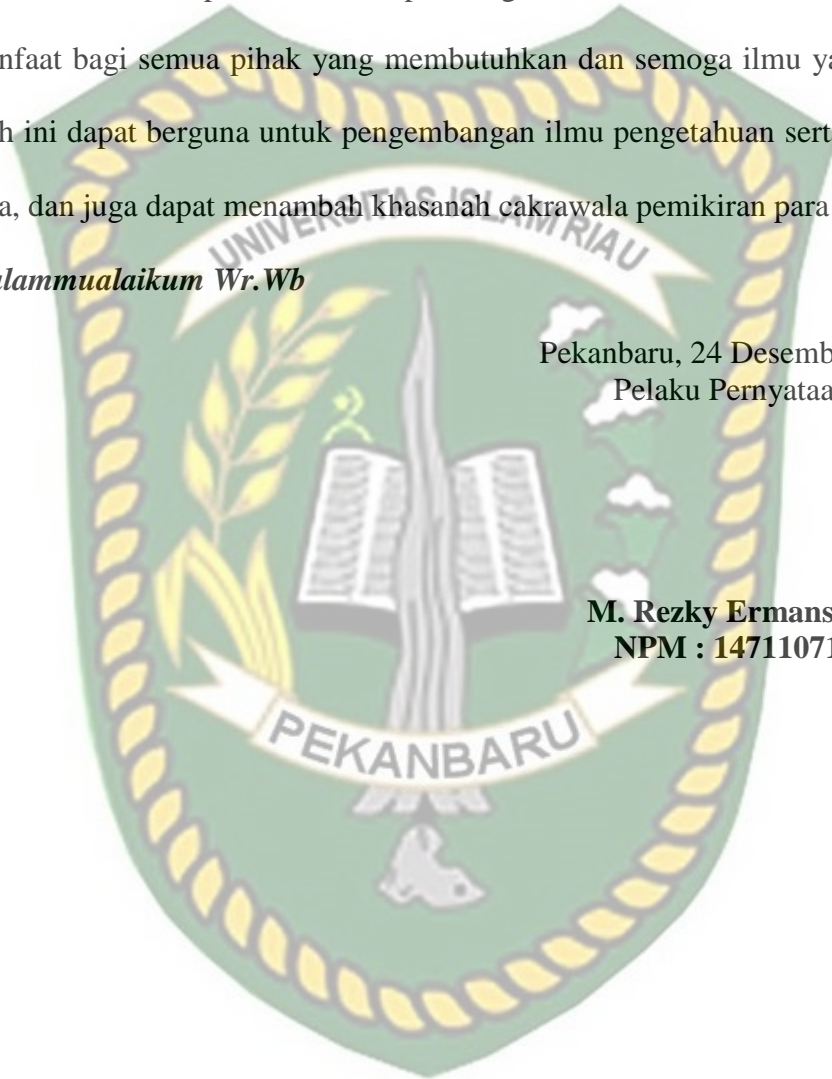 nfaat bagi semua pihak yang membutuhkan dan semoga ilmu ya
h ini dapat berguna untuk pengembangan ilmu pengetahuan serta
a, dan juga dapat menambah khasanah cakrawala pemikiran para
UNIVERSITAS ISLAM RIAU
alammualaikum Wr.Wb
Pekanbaru, 24 Desemb
Pelaku Pernyataa
M. Rezky Ermans
NPM : 14711071
PEKANBARU